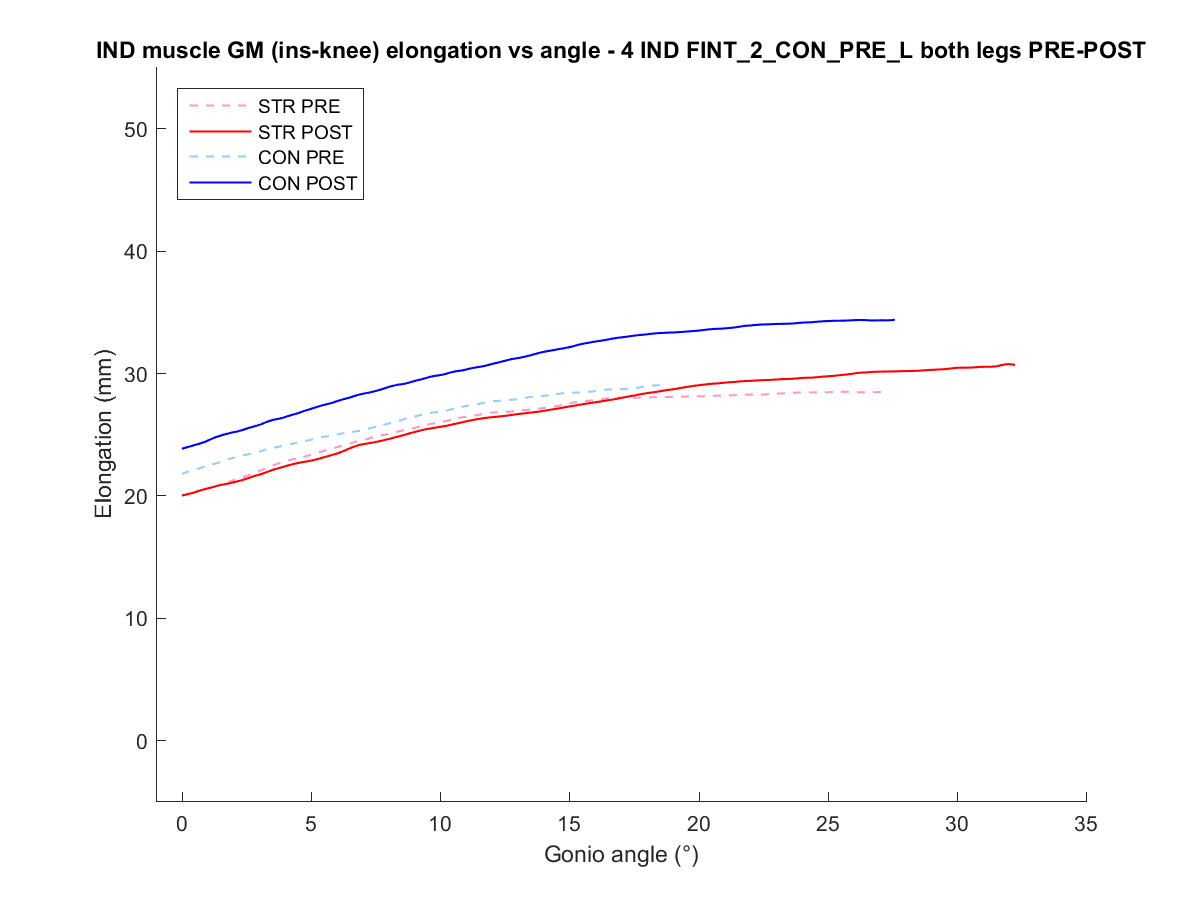 IND muscle GM (ins-knee) elongation vs angle - 4 IND FINT_2_CON_PRE_L both legs PRE-POST
STR PRE
STR POST
CON PRE
CON POST
50
40
30
20
10
0
Elongation (mm)
0 5 10 15 20 25 30 35
Gonio angle (°)